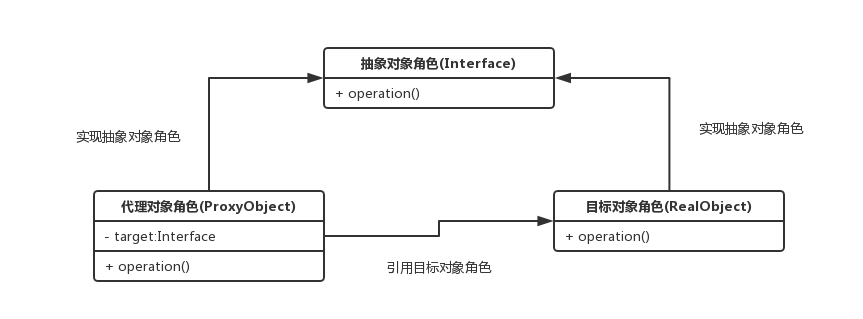 抽象对象角色(Interface)
+ operation()
实现抽象对象角色
实现抽象对象角色
代理对象角色(ProxyObject)
- target:Interface
+ operation()
目标对象角色(RealObject)
+ operation()
引用目标对象角色